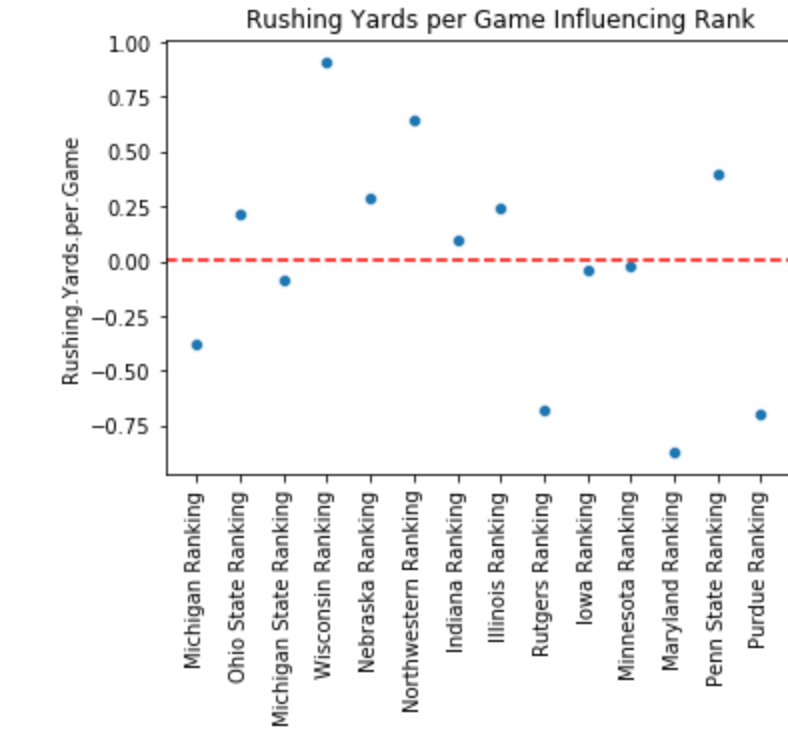 Rushing Yards per Game Influencing Rank
1.00
0.75
0.50
0.25
0.00
−0.25
−0.50
−0.75
Rushing.Yards.per.Game
Michigan Ranking
Ohio State Ranking
Michigan State Ranking
Wisconsin Ranking
Nebraska Ranking
Northwestern Ranking
Indiana Ranking
Illinois Ranking
Rutgers Ranking
Iowa Ranking
Minnesota Ranking
Maryland Ranking
Penn State Ranking
Purdue Ranking